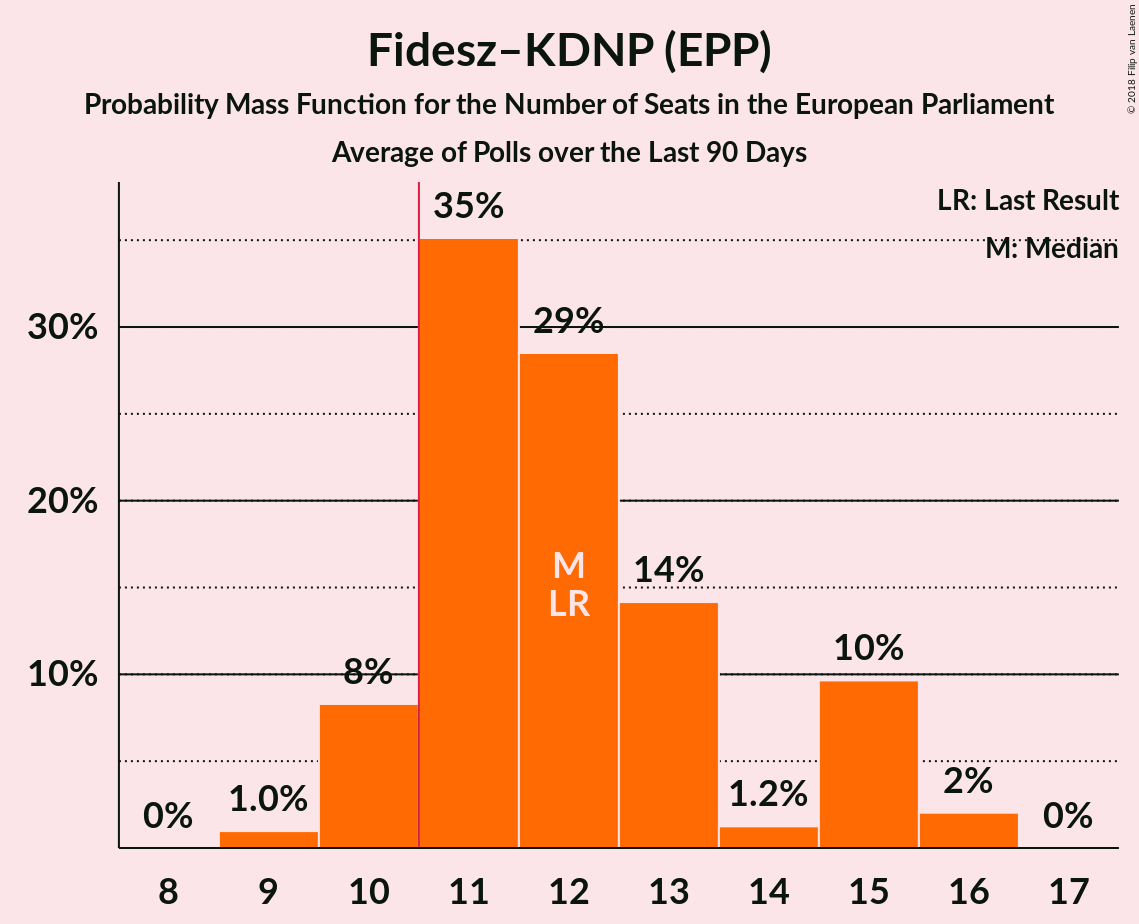 Fidesz–KDNP (EPP)
Probability Mass Function for the Number of Seats in the European Parliament
Average of Polls over the Last 90 Days
© 2018 Filip van Laenen
LR: Last Result
M: Median
35%
30%
29%
20%
M
LR
14%
10%
8%
10%
0%
1.0%
1.2%
2%
0%
8
9
10
11
12
13
14
15
16
17